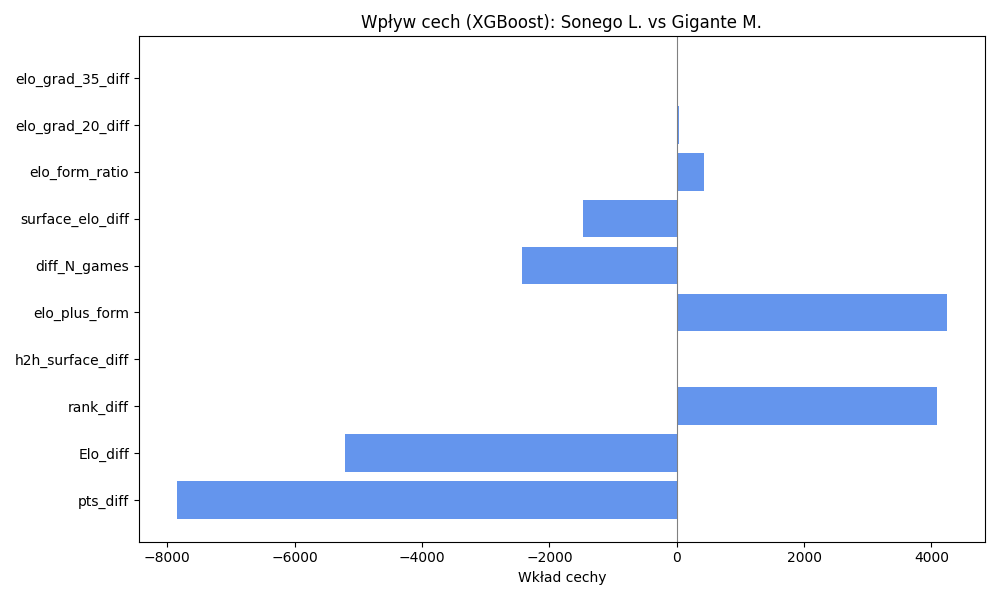 Wpływ cech (XGBoost): Sonego L. vs Gigante M.
elo_grad_35_diff
elo_grad_20_diff
elo_form_ratio
surface_elo_diff
diff_N_games
elo_plus_form
h2h_surface_diff
rank_diff
Elo_diff
pts_diff
−8000 −6000 −4000 −2000 0 2000 4000
Wkład cechy